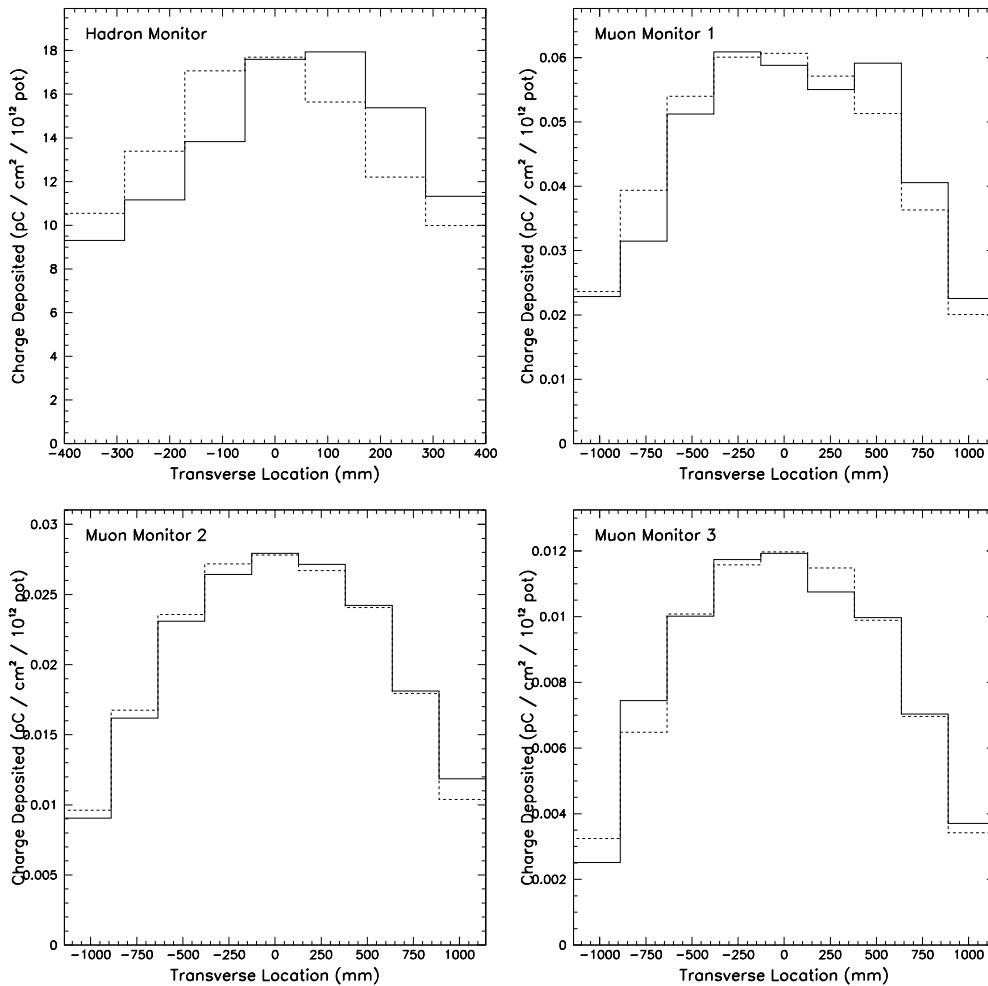 Hadron Monitor
Charge Deposited (pC / cm² / 10¹² pot)
18
16
14
12
10
8
6
4
2
0
−400 −300 −200 −100 0 100 200 300 400
Transverse Location (mm)
Muon Monitor 1
Charge Deposited (pC / cm² / 10¹² pot)
0.06
0.05
0.04
0.03
0.02
0.01
0
−1000 −750 −500 −250 0 250 500 750 1000
Transverse Location (mm)
Muon Monitor 2
Charge Deposited (pC / cm² / 10¹² pot)
0.03
0.025
0.02
0.015
0.01
0.005
0
−1000 −750 −500 −250 0 250 500 750 1000
Transverse Location (mm)
Muon Monitor 3
Charge Deposited (pC / cm² / 10¹² pot)
0.012
0.01
0.008
0.006
0.004
0.002
0
−1000 −750 −500 −250 0 250 500 750 1000
Transverse Location (mm)